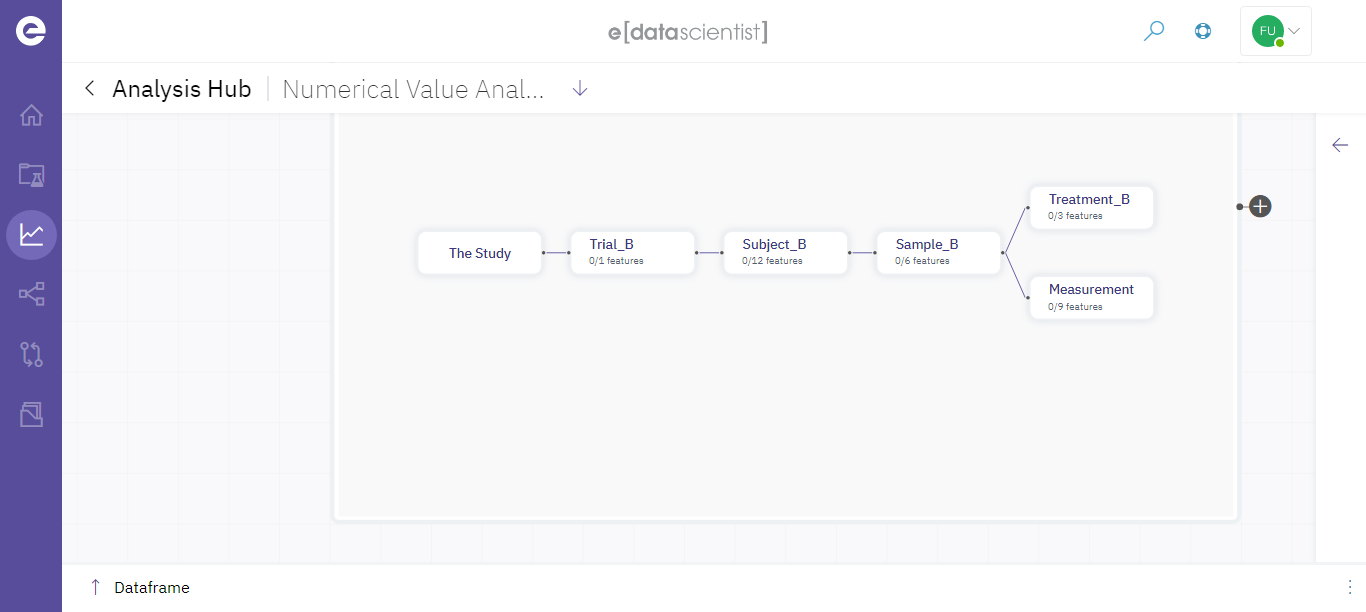 e[datascientist]
FU
Analysis Hub
Numerical Value Anal...
Treatment_B
0/3 features
The Study
Trial_B
0/1 features
Subject_B
0/12 features
Sample_B
0/6 features
Measurement
0/9 features
Dataframe